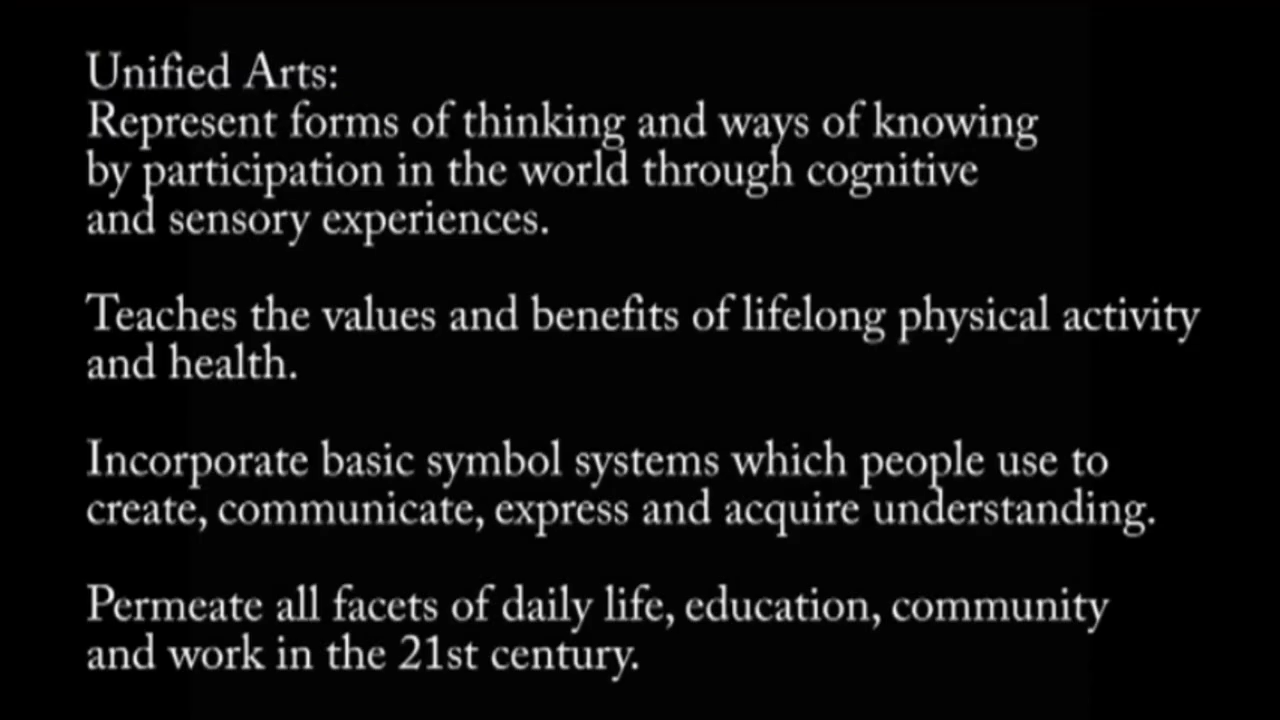 Unified Arts:
Represent forms of thinking and ways of knowing
by participation in the world through cognitive
and sensory experiences.
Teaches the values and benefits of lifelong physical activity
and health.
Incorporate basic symbol systems which people use to
create, communicate, express and acquire understanding.
Permeate all facets of daily life, education, community
and work in the 21st century.